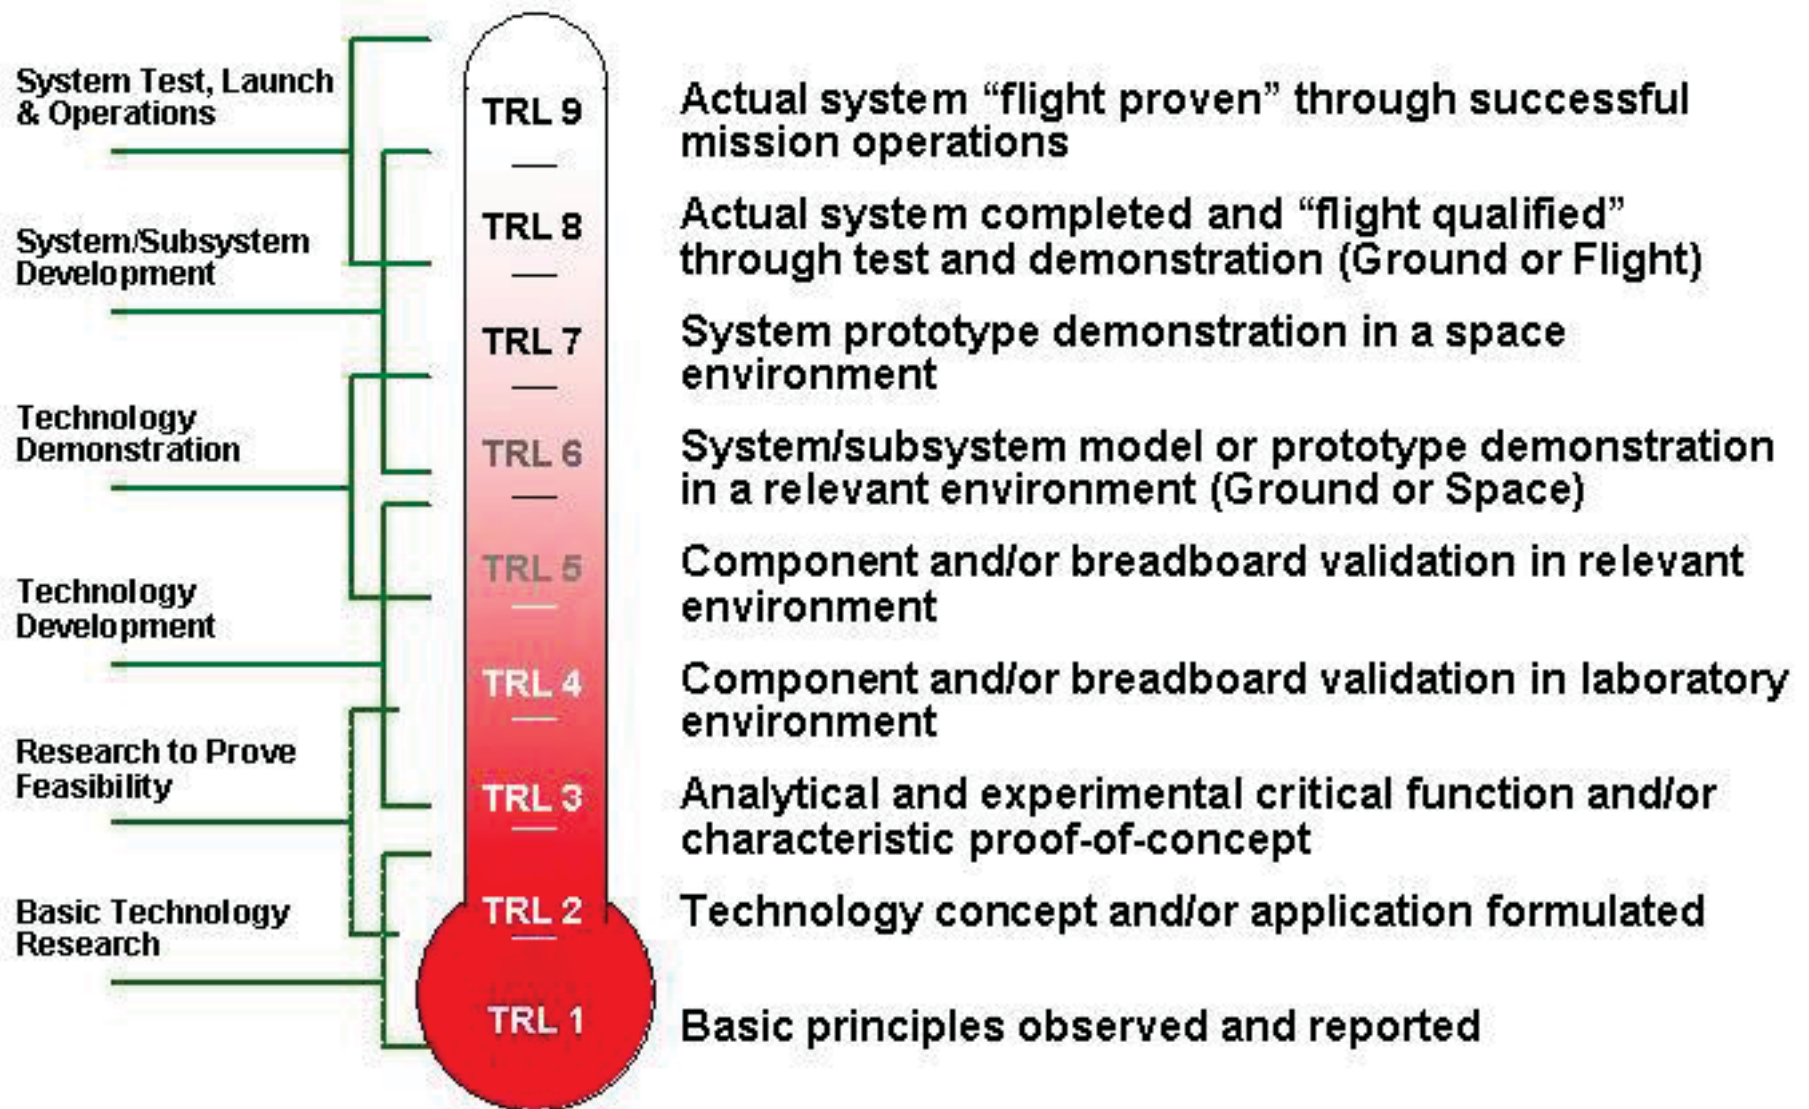 System Test, Launch
& Operations
System/Subsystem
Development
Technology
Demonstration
Technology
Development
Research to Prove
Feasibility
Basic Technology
Research
TRL 9
TRL 8
TRL 7
TRL 6
TRL 5
TRL 4
TRL 3
TRL 2
TRL 1
Actual system “flight proven” through successful
mission operations
Actual system completed and “flight qualified”
through test and demonstration (Ground or Flight)
System prototype demonstration in a space
environment
System/subsystem model or prototype demonstration
in a relevant environment (Ground or Space)
Component and/or breadboard validation in relevant
environment
Component and/or breadboard validation in laboratory
environment
Analytical and experimental critical function and/or
characteristic proof-of-concept
Technology concept and/or application formulated
Basic principles observed and reported